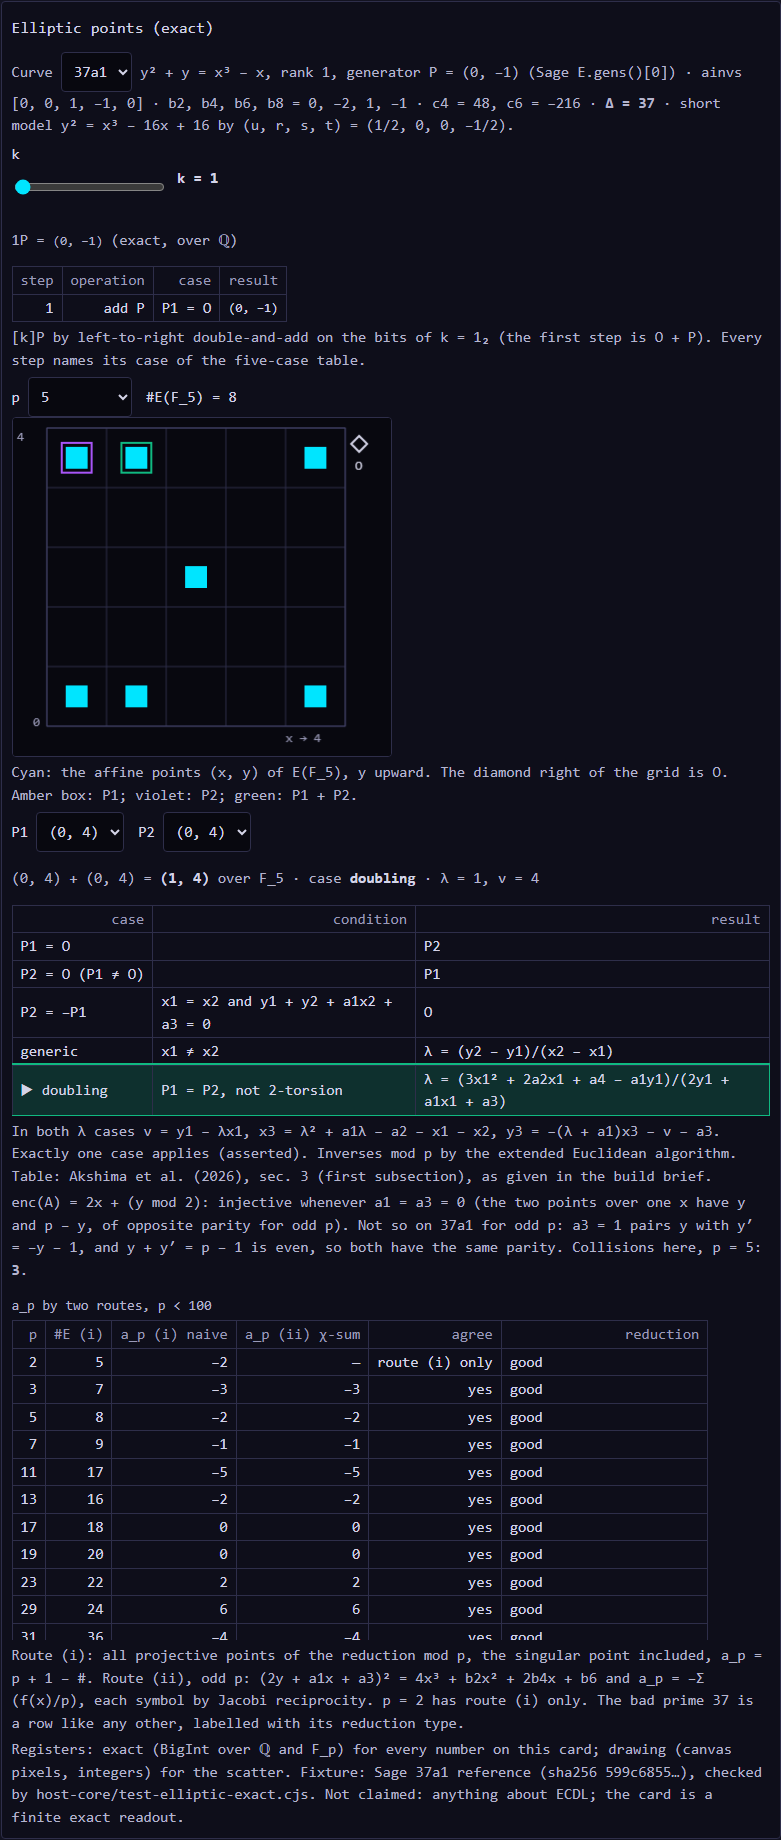 Elliptic points (exact)
Curve 37a1 y² + y = x³ − x, rank 1, generator P = (0, −1) (Sage E.gens()[0]) · ainvs
[0, 0, 1, −1, 0] · b2, b4, b6, b8 = 0, −2, 1, −1 · c4 = 48, c6 = −216 · Δ = 37 · short
model y² = x³ − 16x + 16 by (u, r, s, t) = (1/2, 0, 0, −1/2).
k
k = 1
1P = (0, −1) (exact, over ℚ)
step operation case result
1 add P P1 = O (0, −1)
[k]P by left-to-right double-and-add on the bits of k = 1₂ (the first step is O + P). Every
step names its case of the five-case table.
p 5 #E(F_5) = 8
4
O
0
x → 4
Cyan: the affine points (x, y) of E(F_5), y upward. The diamond right of the grid is O.
Amber box: P1; violet: P2; green: P1 + P2.
P1 (0, 4) P2 (0, 4)
(0, 4) + (0, 4) = (1, 4) over F_5 · case doubling · λ = 1, ν = 4
case condition result
P1 = O P2
P2 = O (P1 ≠ O) P1
P2 = −P1 x1 = x2 and y1 + y2 + a1x2 +
a3 = 0 O
generic x1 ≠ x2 λ = (y2 − y1)/(x2 − x1)
▶ doubling P1 = P2, not 2-torsion λ = (3x1² + 2a2x1 + a4 − a1y1)/(2y1 +
a1x1 + a3)
In both λ cases ν = y1 − λx1, x3 = λ² + a1λ − a2 − x1 − x2, y3 = −(λ + a1)x3 − ν − a3.
Exactly one case applies (asserted). Inverses mod p by the extended Euclidean algorithm.
Table: Akshima et al. (2026), sec. 3 (first subsection), as given in the build brief.
enc(A) = 2x + (y mod 2): injective whenever a1 = a3 = 0 (the two points over one x have y
and p − y, of opposite parity for odd p). Not so on 37a1 for odd p: a3 = 1 pairs y with y′
= −y − 1, and y + y′ = p − 1 is even, so both have the same parity. Collisions here, p = 5:
3.
a_p by two routes, p < 100
p #E (i) a_p (i) naive a_p (ii) χ-sum agree reduction
2 5 −2 — route (i) only good
3 7 −3 −3 yes good
5 8 −2 −2 yes good
7 9 −1 −1 yes good
11 17 −5 −5 yes good
13 16 −2 −2 yes good
17 18 0 0 yes good
19 20 0 0 yes good
23 22 2 2 yes good
29 24 6 6 yes good
31 36 −4 −4 yes good
Route (i): all projective points of the reduction mod p, the singular point included, a_p =
p + 1 − #. Route (ii), odd p: (2y + a1x + a3)² = 4x³ + b2x² + 2b4x + b6 and a_p = −Σ
(f(x)/p), each symbol by Jacobi reciprocity. p = 2 has route (i) only. The bad prime 37 is
a row like any other, labelled with its reduction type.
Registers: exact (BigInt over ℚ and F_p) for every number on this card; drawing (canvas
pixels, integers) for the scatter. Fixture: Sage 37a1 reference (sha256 599c6855…), checked
by host-core/test-elliptic-exact.cjs. Not claimed: anything about ECDL; the card is a
finite exact readout.